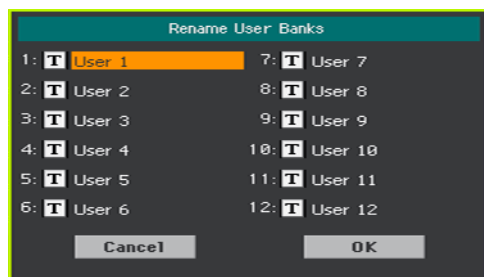 Rename User Banks
1: T User 1
2: T User 2
3: T User 3
4: T User 4
5: T User 5
6: T User 6
7: T User 7
8: T User 8
9: T User 9
10: T User 10
11: T User 11
12: T User 12
Cancel
OK